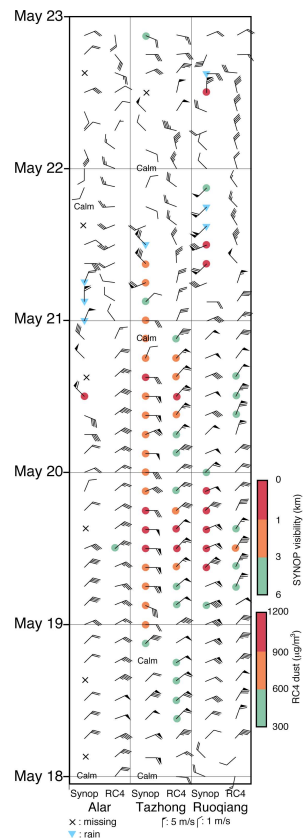 May 23
May 22
Calm
Calm
May 21
Calm
May 20
May 19
Calm
May 18
Calm
Calm
Synop RC4 Synop RC4 Synop RC4
Alar Tazhong Ruoqiang
×: missing
: rain
: 5 m/s : 1 m/s
0
1
3
6
SYNOP visibility (km)
1200
900
600
300
RC4 dust (μg/m³)